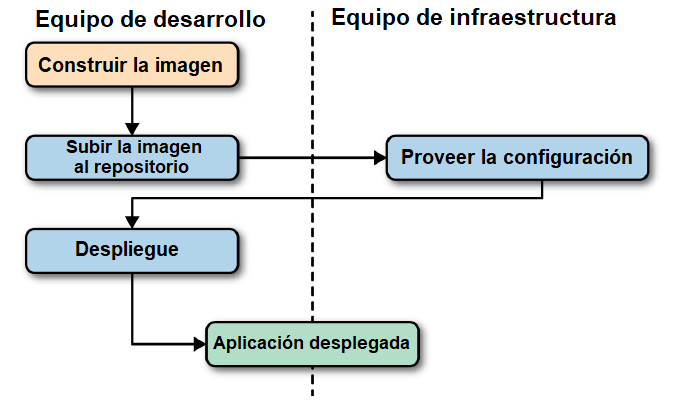 Equipo de desarrollo
Equipo de infraestructura
Construir la imagen
Subir la imagen
al repositorio
Proveer la configuración
Despliegue
Aplicación desplegada